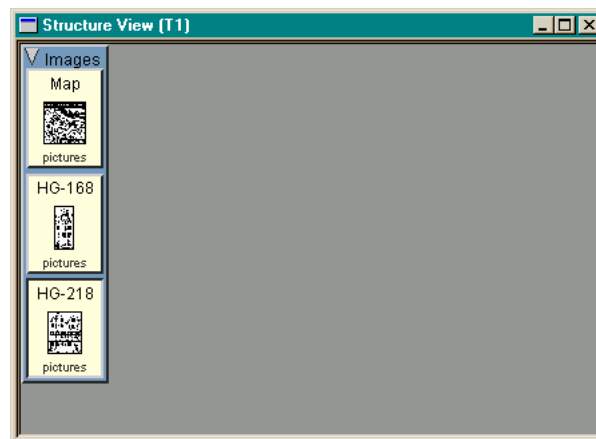 Structure View (T1)
Images
Map
pictures
HG-168
pictures
HG-218
pictures